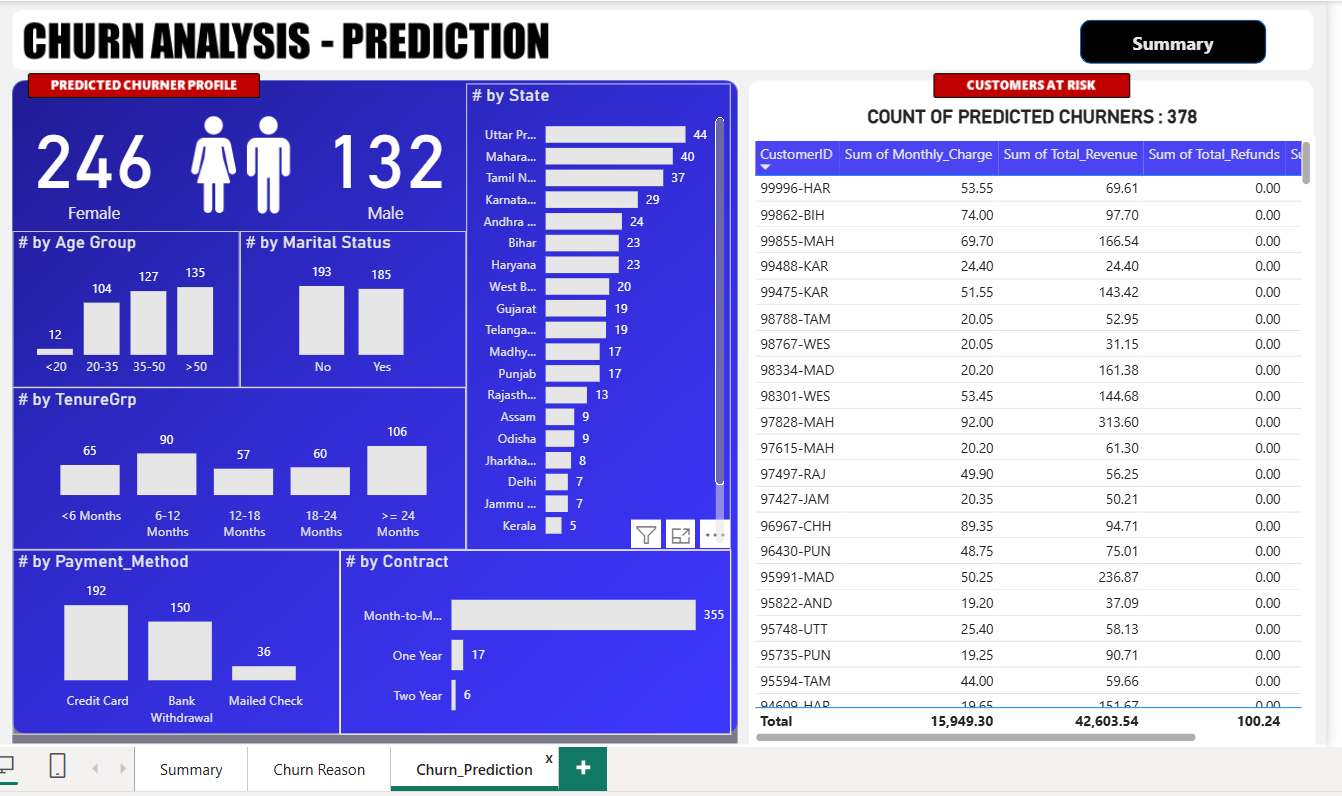 CHURN ANALYSIS - PREDICTION
Summary
PREDICTED CHURNER PROFILE
246
Female
132
Male
# by Age Group
12
104
127
135
<20
20-35
35-50
>50
# by Marital Status
193
185
No
Yes
# by TenureGrp
65
90
57
60
106
<6 Months
6-12
Months
12-18
Months
18-24
Months
>= 24
Months
# by Payment_Method
192
150
36
Credit Card
Bank
Withdrawal
Mailed Check
# by State
Uttar Pr... 44
Mahara... 40
Tamil N... 37
Karnata... 29
Andhra ... 24
Bihar 23
Haryana 23
West B... 20
Gujarat 19
Telanga... 19
Madhy... 17
Punjab 17
Rajasth... 13
Assam 9
Odisha 9
Jharkha... 8
Delhi 7
Jammu ... 7
Kerala 5
# by Contract
Month-to-M... 355
One Year 17
Two Year 6
CUSTOMERS AT RISK
COUNT OF PREDICTED CHURNERS : 378
CustomerID Sum of Monthly_Charge Sum of Total_Revenue Sum of Total_Refunds Su
99996-HAR 53.55 69.61 0.00
99862-BIH 74.00 97.70 0.00
99855-MAH 69.70 166.54 0.00
99488-KAR 24.40 24.40 0.00
99475-KAR 51.55 143.42 0.00
98788-TAM 20.05 52.95 0.00
98767-WES 20.05 31.15 0.00
98334-MAD 20.20 161.38 0.00
98301-WES 53.45 144.68 0.00
97828-MAH 92.00 313.60 0.00
97615-MAH 20.20 61.30 0.00
97497-RAJ 49.90 56.25 0.00
97427-JAM 20.35 50.21 0.00
96967-CHH 89.35 94.71 0.00
96430-PUN 48.75 75.01 0.00
95991-MAD 50.25 236.87 0.00
95822-AND 19.20 37.09 0.00
95748-UTT 25.40 58.13 0.00
95735-PUN 19.25 90.71 0.00
95594-TAM 44.00 59.66 0.00
94609-HAR 19.65 151.67 0.00
Total 15,949.30 42,603.54 100.24
Summary
Churn Reason
Churn_Prediction
x
+